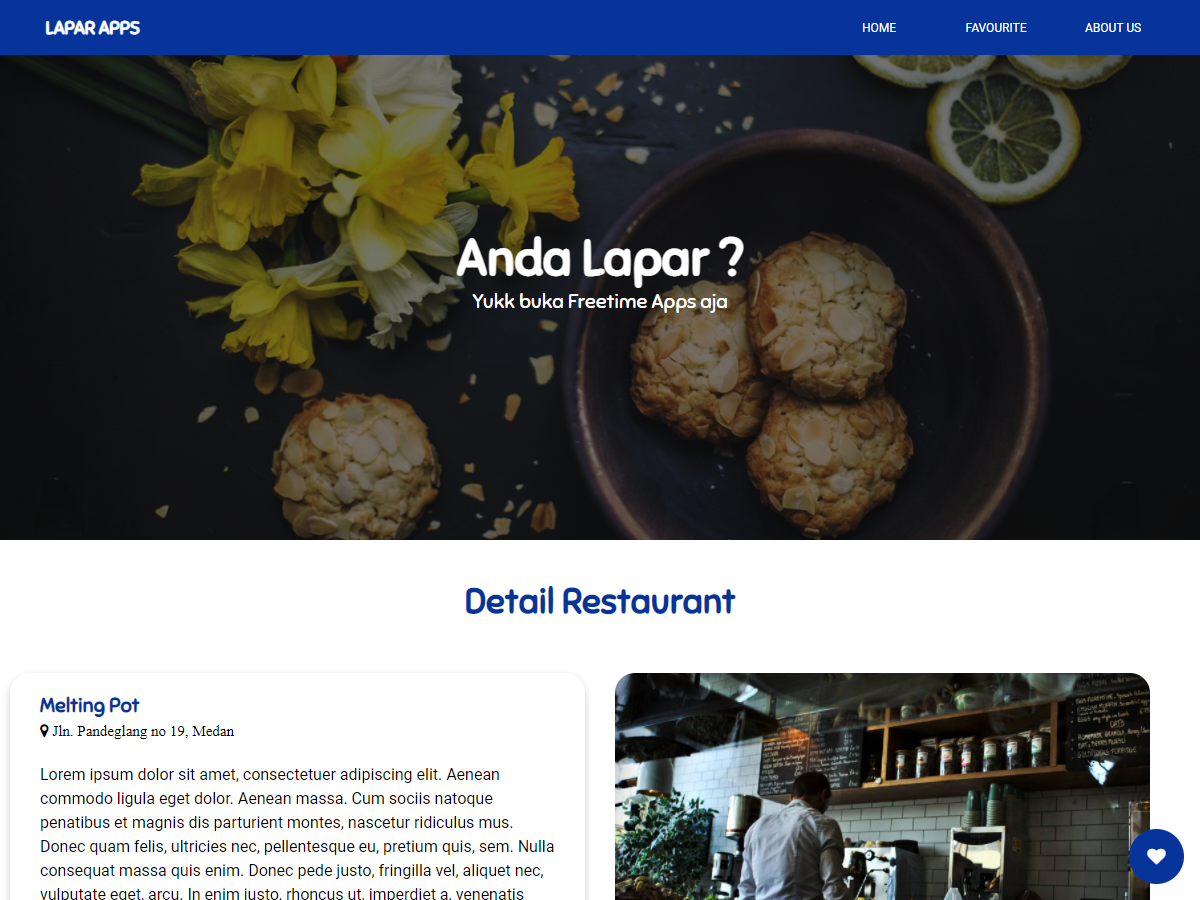 LAPAR APPS
HOME
FAVOURITE
ABOUT US
Anda Lapar ?
Yukk buka Freetime Apps aja
Detail Restaurant
Melting Pot
Jln. Pandeglang no 19, Medan
Lorem ipsum dolor sit amet, consectetuer adipiscing elit. Aenean
commodo ligula eget dolor. Aenean massa. Cum sociis natoque
penatibus et magnis dis parturient montes, nascetur ridiculus mus.
Donec quam felis, ultricies nec, pellentesque eu, pretium quis, sem. Nulla
consequat massa quis enim. Donec pede justo, fringilla vel, aliquet nec,
vulputate eget, arcu. In enim justo, rhoncus ut, imperdiet a, venenatis